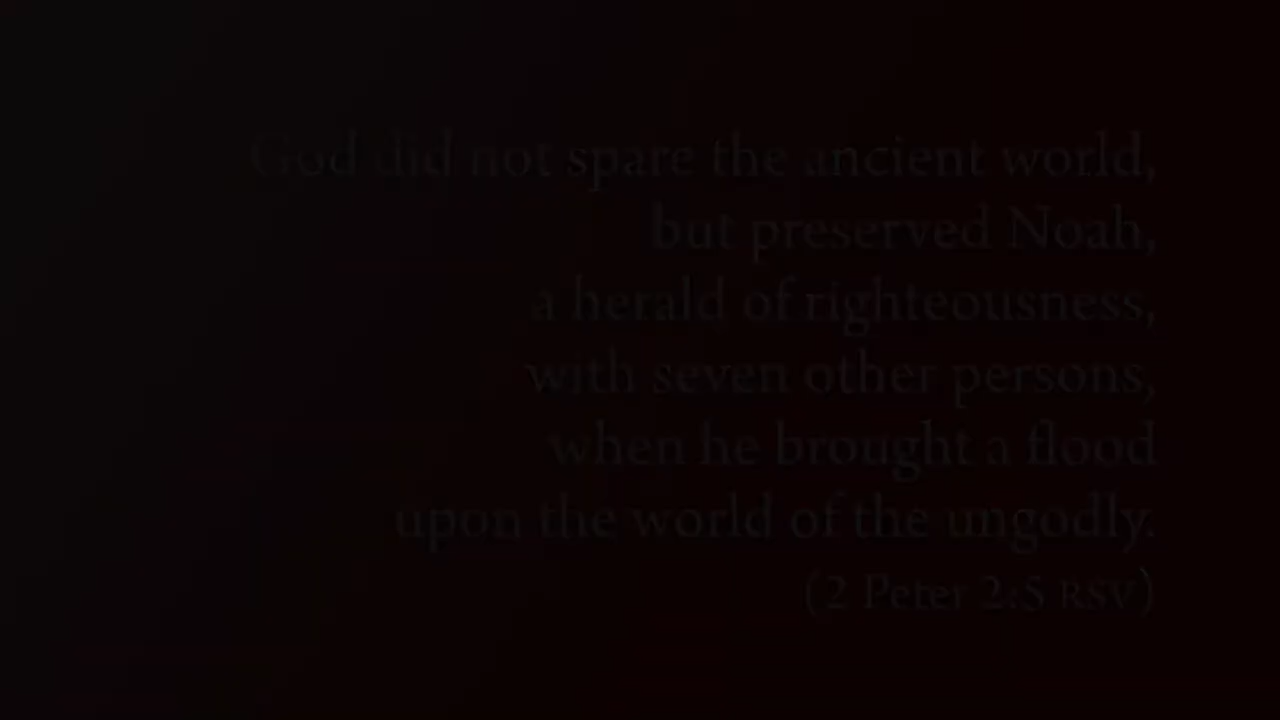 God did not spare the ancient world,
but preserved Noah,
a herald of righteousness,
with seven other persons,
when he brought a flood
upon the world of the ungodly.
(2 Peter 2:5 RSV)